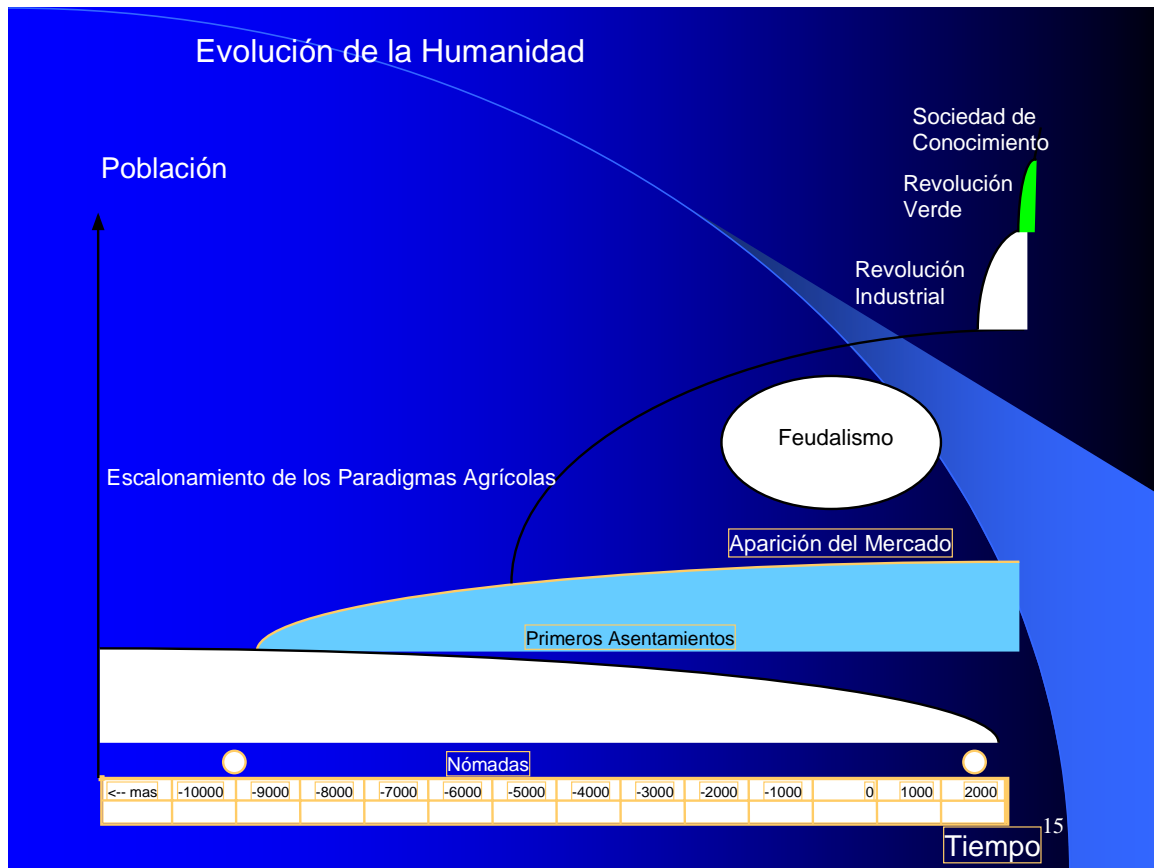 Evolución de la Humanidad
Sociedad de
Conocimiento
Población
Revolución
Verde
Revolución
Industrial
Feudalismo
Escalonamiento de los Paradigmas Agrícolas
Aparición del Mercado
Primeros Asentamientos
Nómadas
<-- mas -10000 -9000 -8000 -7000 -6000 -5000 -4000 -3000 -2000 -1000 0 1000 2000
Tiempo 15